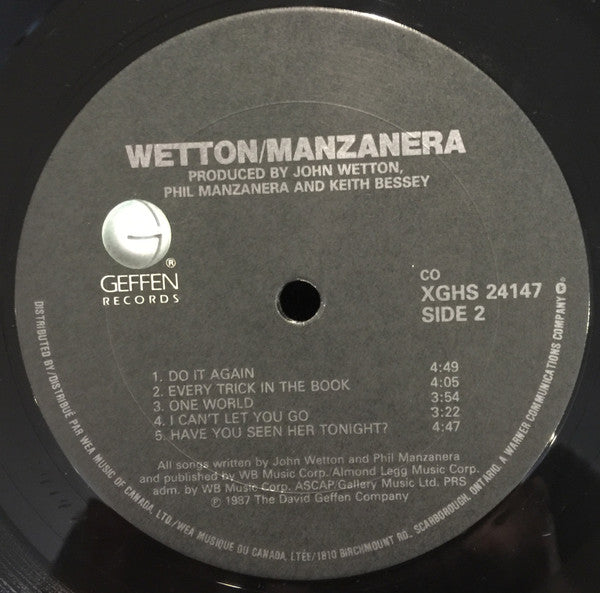 WETTON/MANZANERA
PRODUCED BY JOHN WETTON,
PHIL MANZANERA AND KEITH BESSEY
G
®
GEFFEN
RECORDS
CO
XGHS 24147
SIDE 2
1. DO IT AGAIN 4:49
2. EVERY TRICK IN THE BOOK 4:05
3. ONE WORLD 3:54
4. I CAN'T LET YOU GO 3:22
5. HAVE YOU SEEN HER TONIGHT? 4:47
All songs written by John Wetton and Phil Manzanera
and published by WB Music Corp./Almond Legg Music Corp.
adm. by WB Music Corp. ASCAP/Gallery Music Ltd. PRS
℗ 1987 The David Geffen Company
DISTRIBUTED BY/DISTRIBUÉ PAR WEA MUSIC OF CANADA, LTD./WEA MUSIQUE DU CANADA, LTÉE/1810 BIRCHMOUNT RD., SCARBOROUGH, ONTARIO. A WARNER COMMUNICATIONS COMPANY